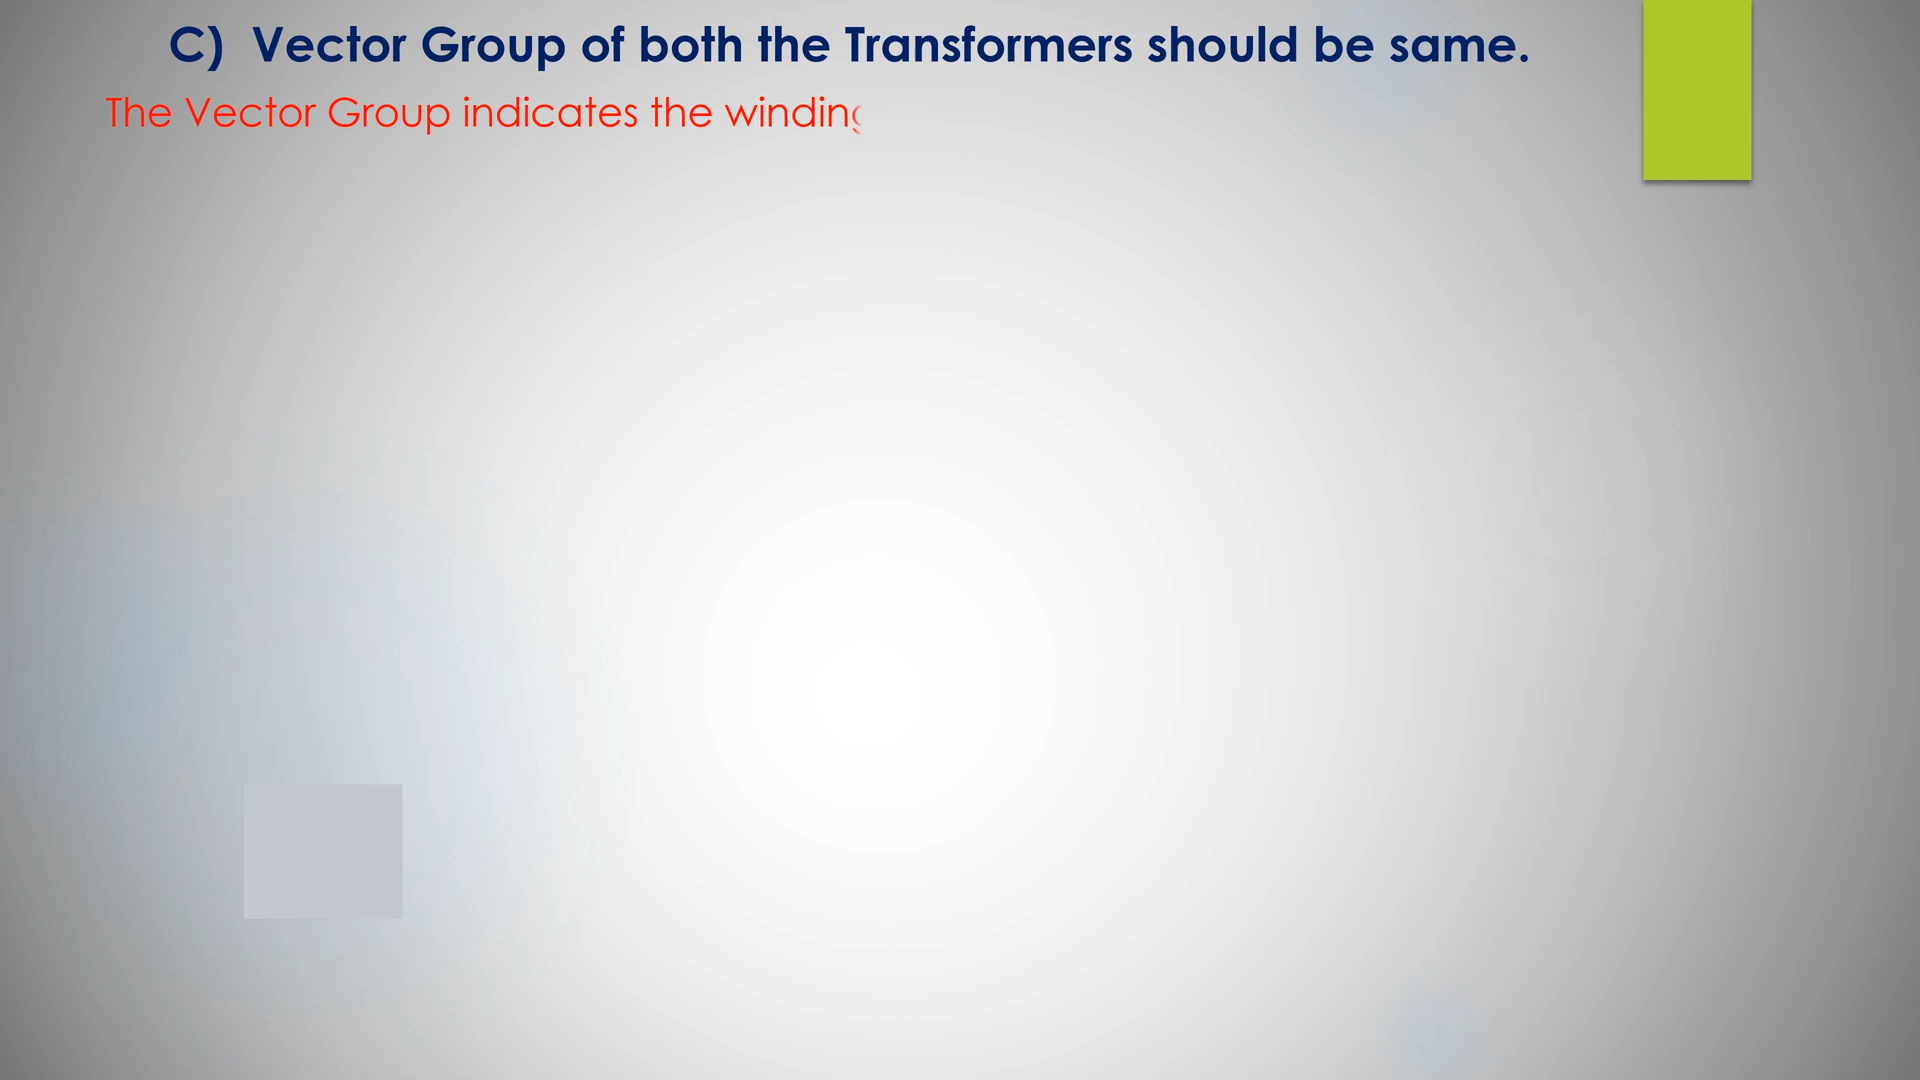 C) Vector Group of both the Transformers should be same.
The Vector Group indicates the winding